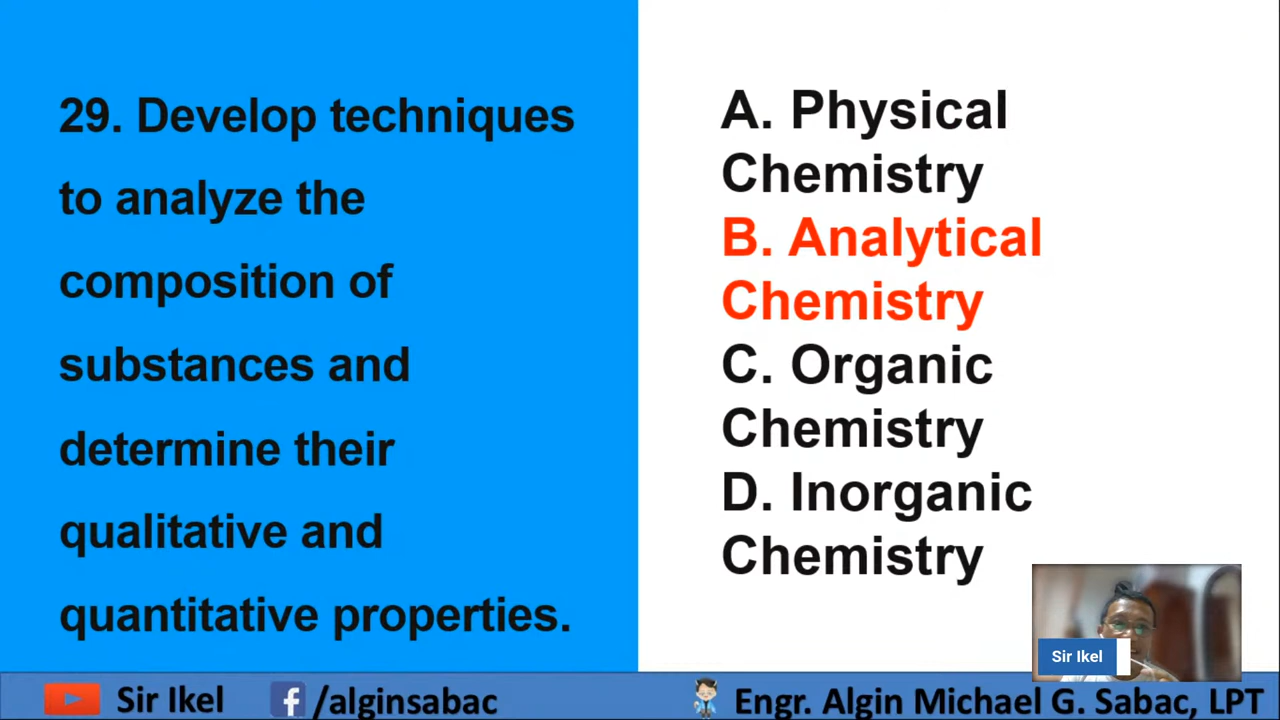 29. Develop techniques
to analyze the
composition of
substances and
determine their
qualitative and
quantitative properties.
A. Physical
Chemistry
B. Analytical
Chemistry
C. Organic
Chemistry
D. Inorganic
Chemistry
Sir Ikel
Sir Ikel
/alginsabac
Engr. Algin Michael G. Sabac, LPT